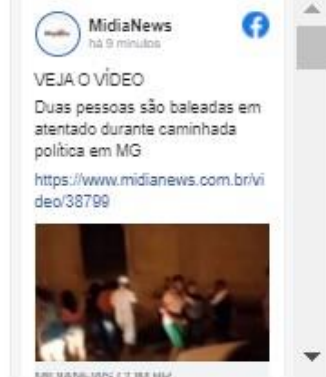 MidiaNews
há 9 minutos
VEJA O VÍDEO
Duas pessoas são baleadas em
atentado durante caminhada
política em MG
https://www.midianews.com.br/vi
deo/38799